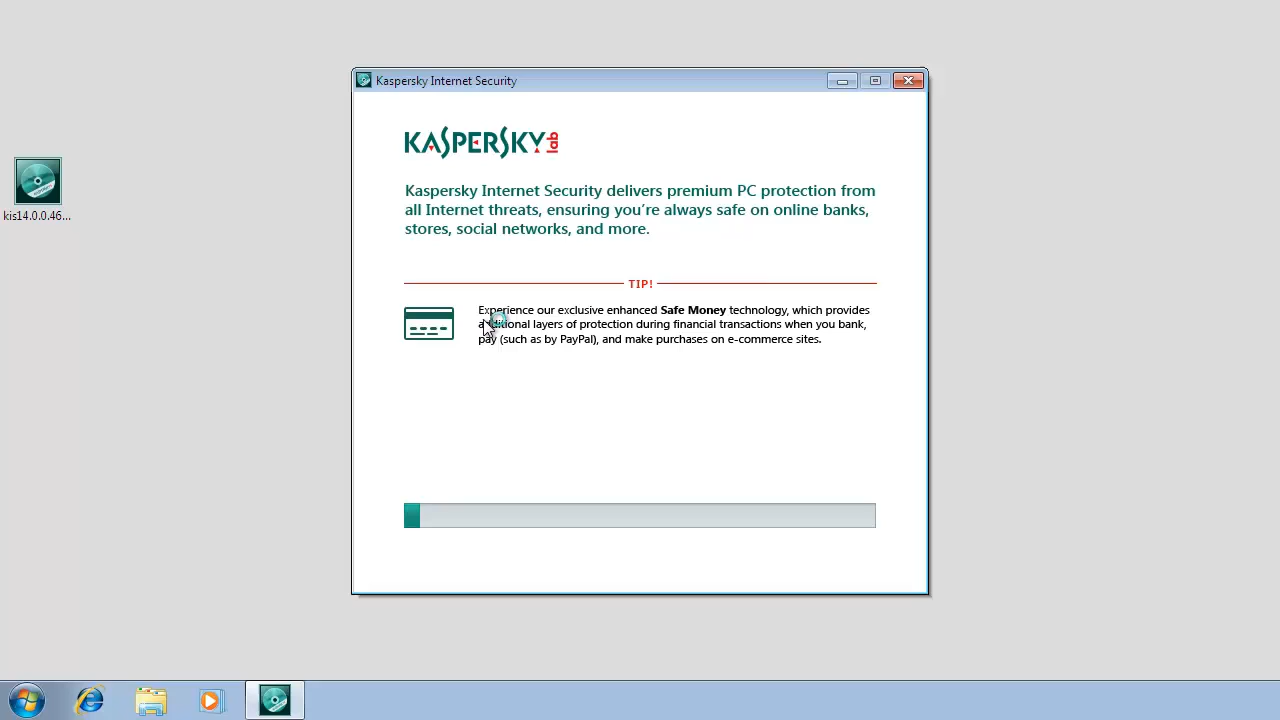 Kaspersky Internet Security
KASPERSKY lab
Kaspersky Internet Security delivers premium PC protection from
all Internet threats, ensuring you're always safe on online banks,
stores, social networks, and more.
TIP!
Experience our exclusive enhanced Safe Money technology, which provides
layers of protection during financial transactions when you bank,
pay (such as by PayPal), and make purchases on e-commerce sites.
kis14.0.0.46...